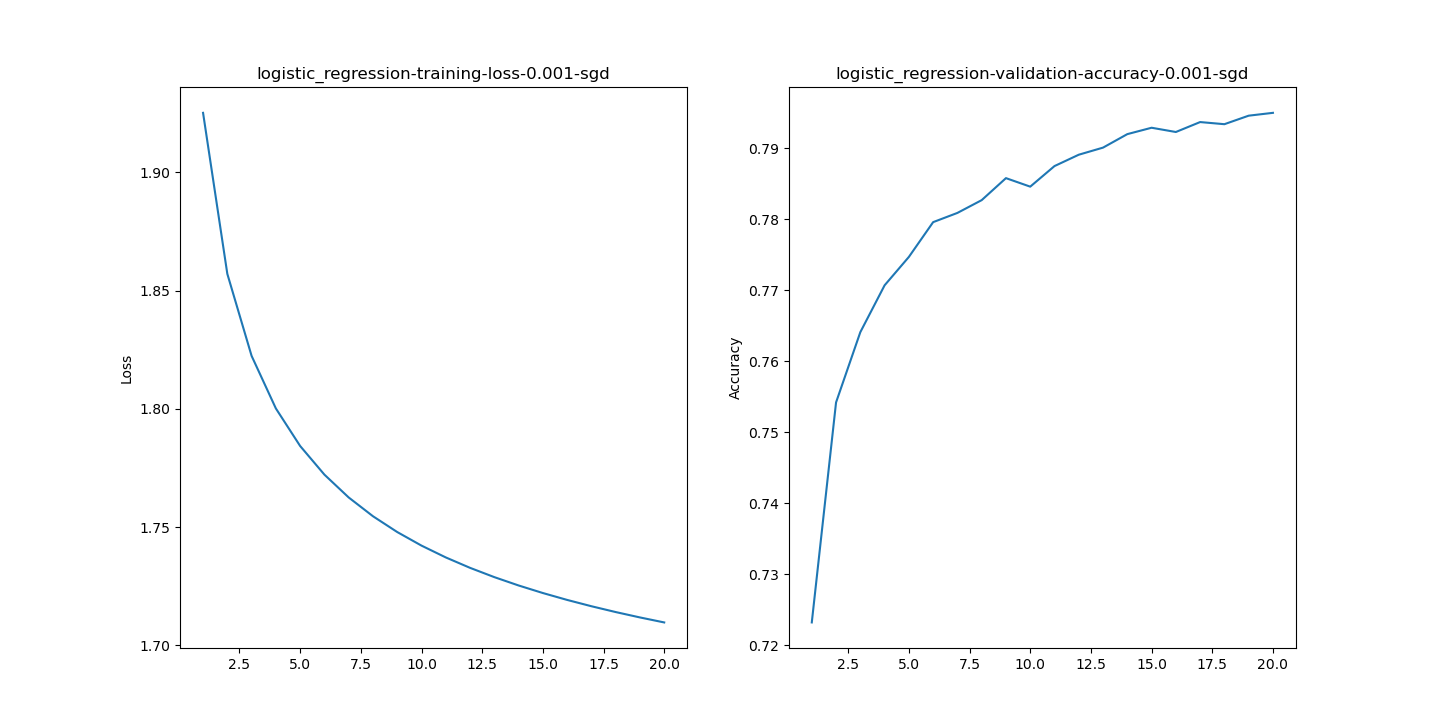 logistic_regression-training-loss-0.001-sgd
Loss
1.90
1.85
1.80
1.75
1.70
2.5 5.0 7.5 10.0 12.5 15.0 17.5 20.0
logistic_regression-validation-accuracy-0.001-sgd
Accuracy
0.79
0.78
0.77
0.76
0.75
0.74
0.73
0.72
2.5 5.0 7.5 10.0 12.5 15.0 17.5 20.0